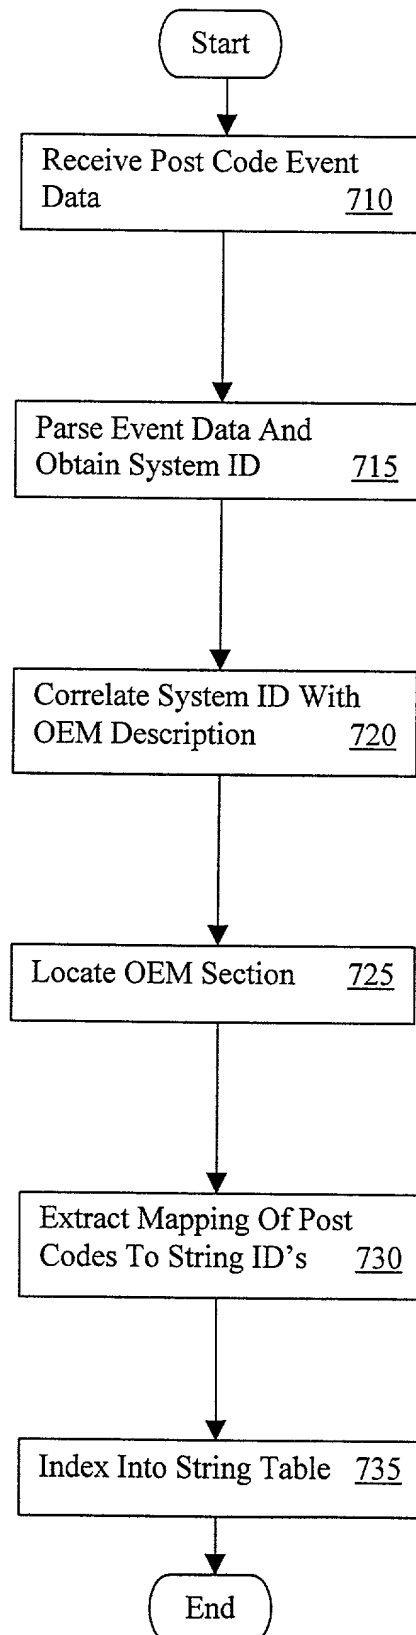 Start
Receive Post Code Event
Data 710
Parse Event Data And
Obtain System ID 715
Correlate System ID With
OEM Description 720
Locate OEM Section 725
Extract Mapping Of Post
Codes To String ID's 730
Index Into String Table 735
End